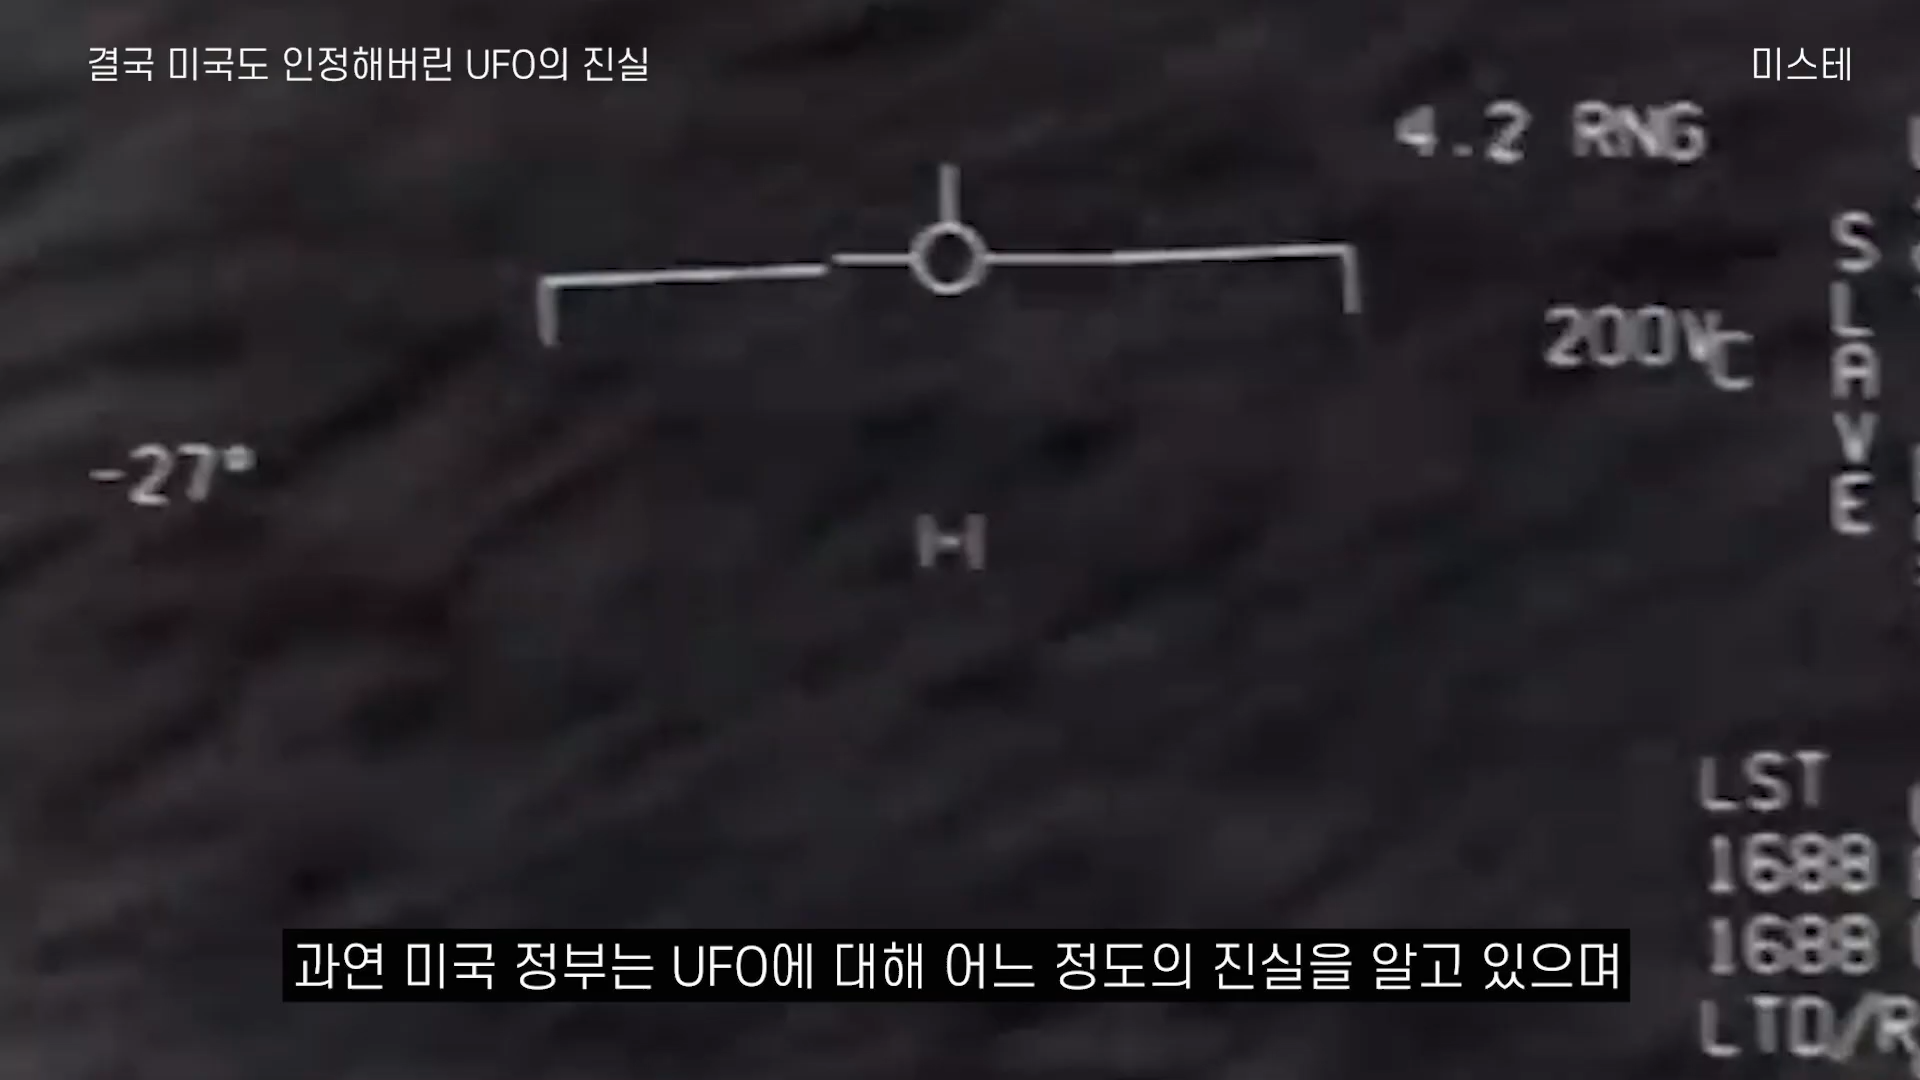 결국 미국도 인정해버린 UFO의 진실
미스테
4.2 RNG
200
VC
SLAVE
-27°
H
LST
1688
1688
LTD/R
과연 미국 정부는 UFO에 대해 어느 정도의 진실을 알고 있으며